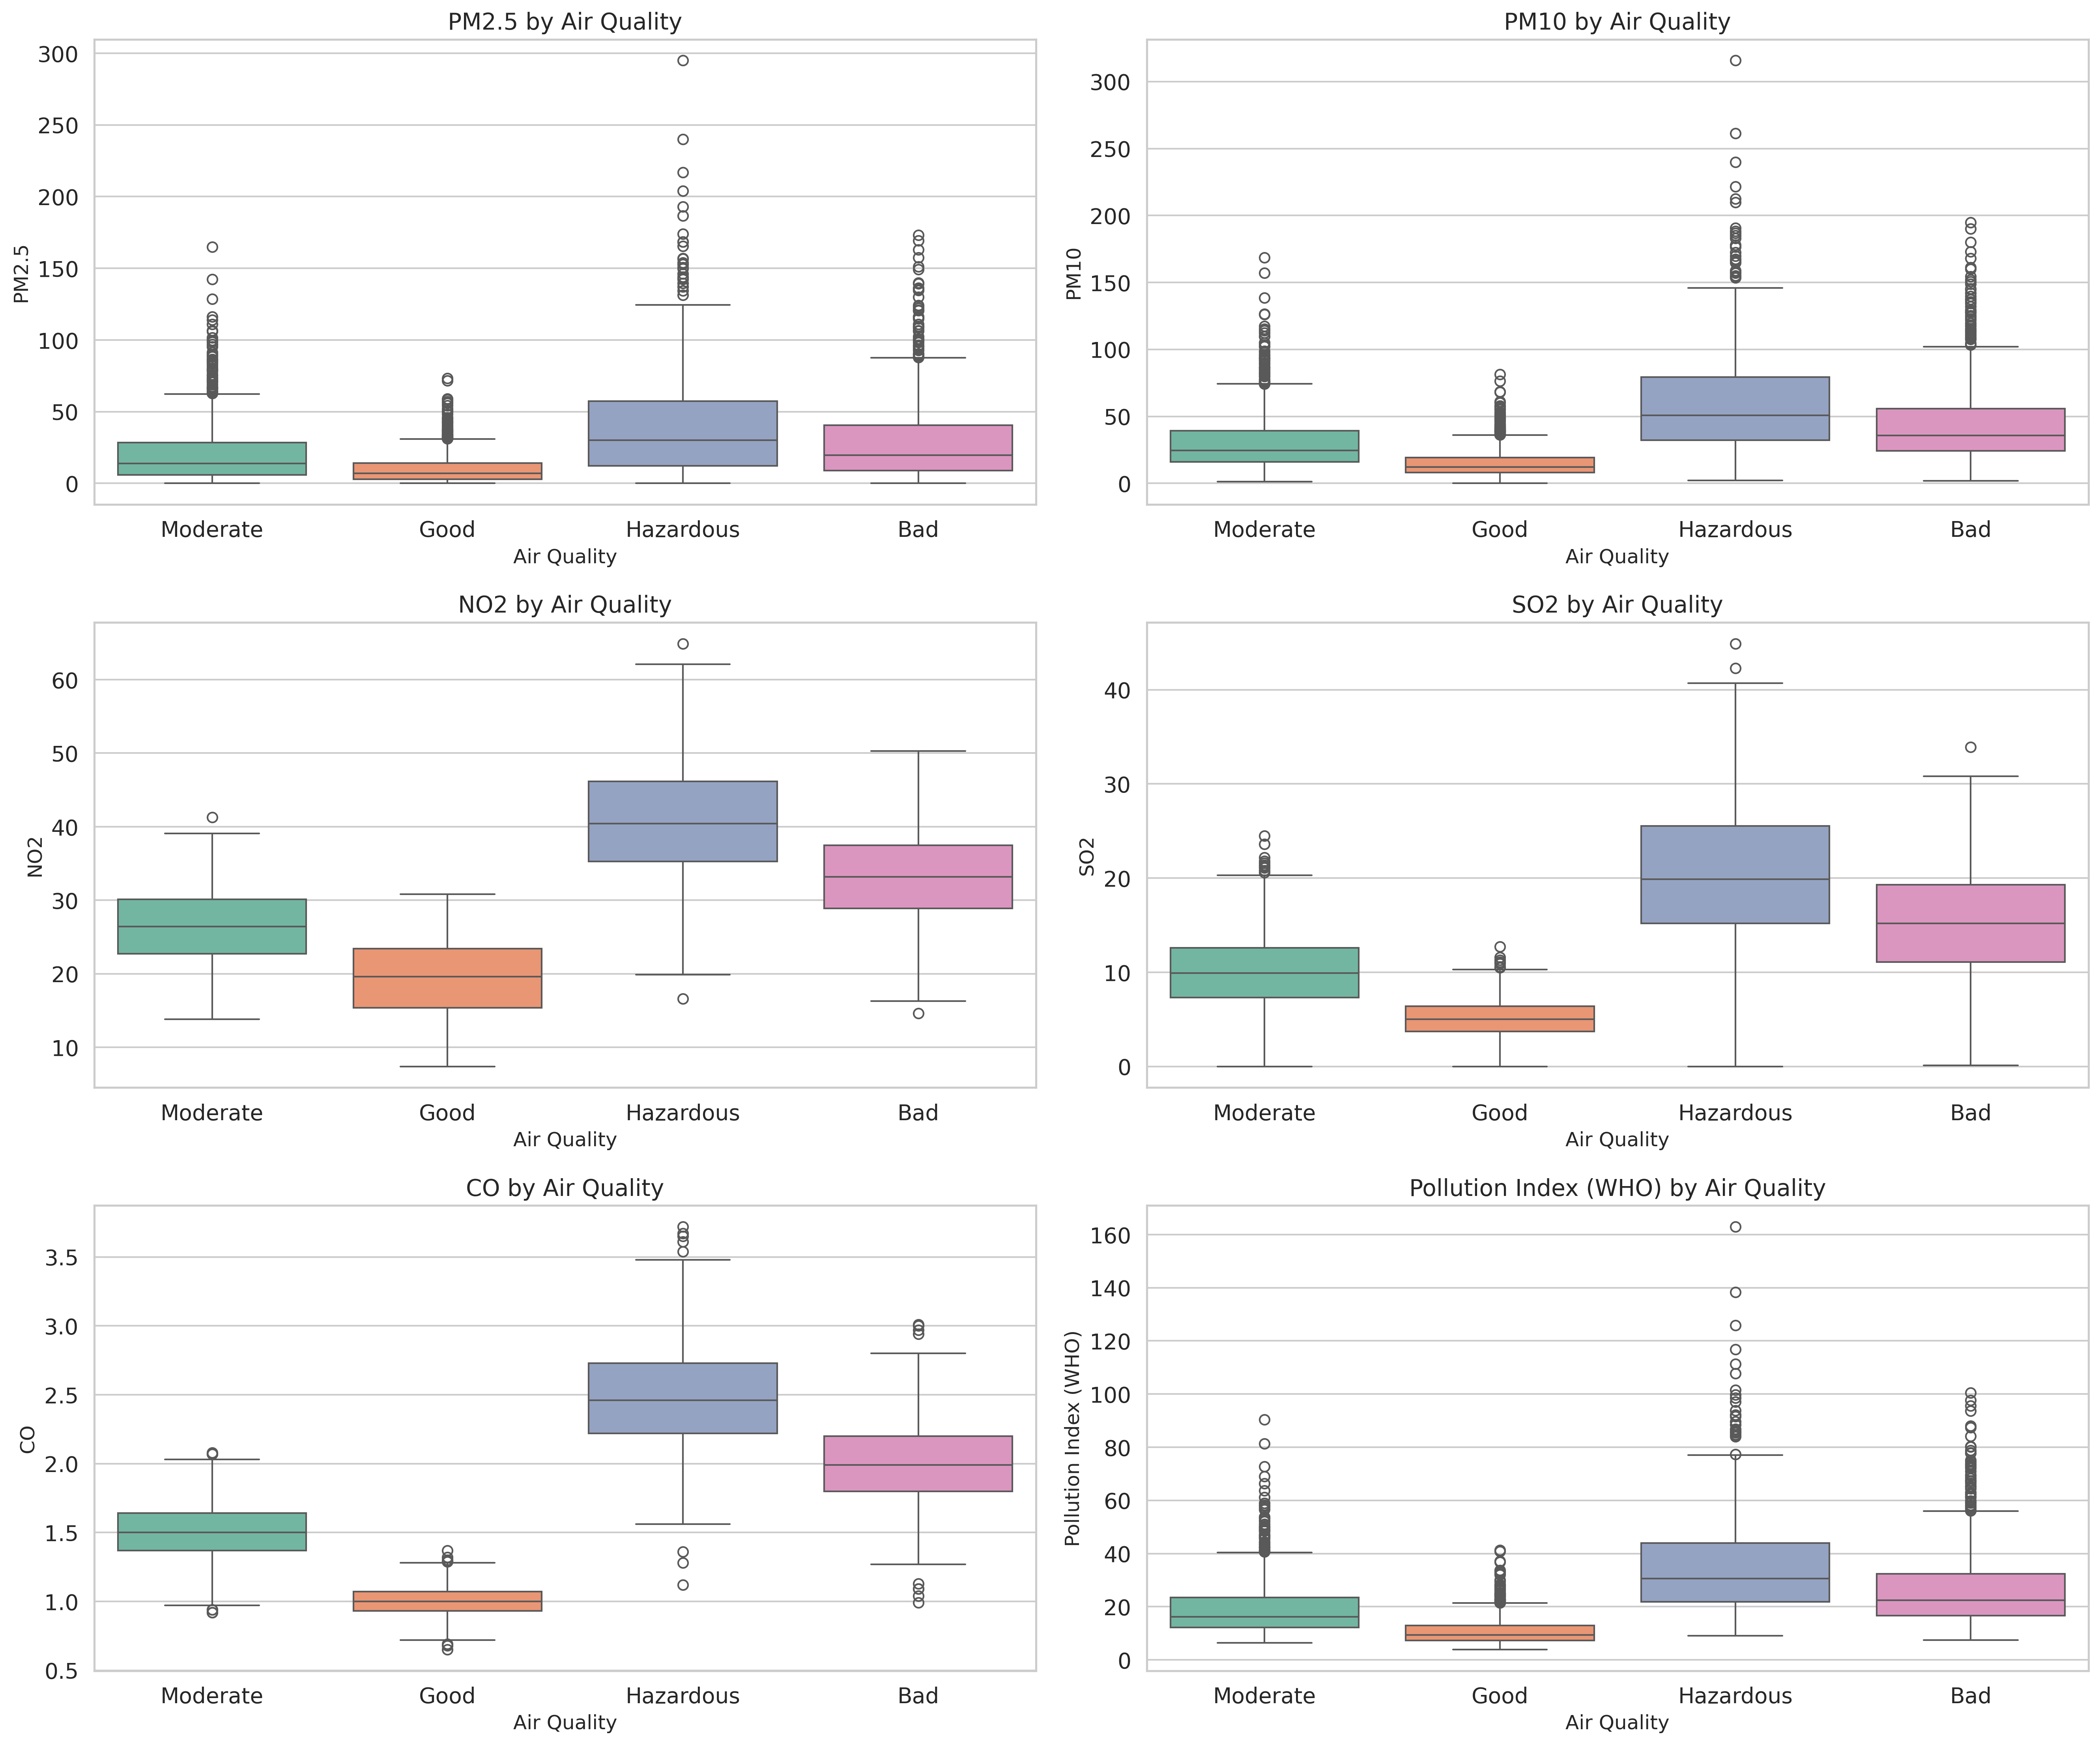 PM2.5 by Air Quality
300
250
200
150
100
50
0
PM2.5
Moderate Good Hazardous Bad
Air Quality
PM10 by Air Quality
300
250
200
150
100
50
0
PM10
Moderate Good Hazardous Bad
Air Quality
NO2 by Air Quality
60
50
40
30
20
10
NO2
Moderate Good Hazardous Bad
Air Quality
SO2 by Air Quality
40
30
20
10
0
SO2
Moderate Good Hazardous Bad
Air Quality
CO by Air Quality
3.5
3.0
2.5
2.0
1.5
1.0
0.5
CO
Moderate Good Hazardous Bad
Air Quality
Pollution Index (WHO) by Air Quality
160
140
120
100
80
60
40
20
0
Pollution Index (WHO)
Moderate Good Hazardous Bad
Air Quality